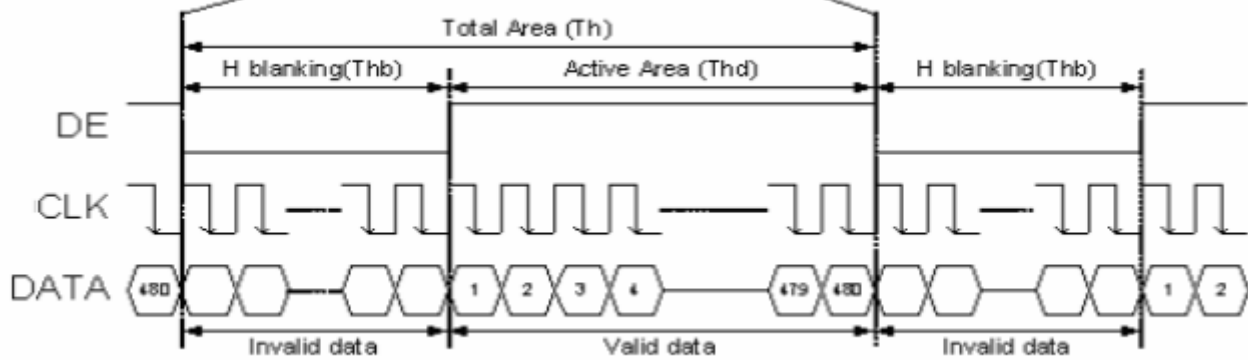 Total Area (Th)
H blanking(Thb) Active Area (Thd) H blanking(Thb)
DE
CLK
DATA 480 1 2 3 4 479 480 1 2
Invalid data Valid data Invalid data